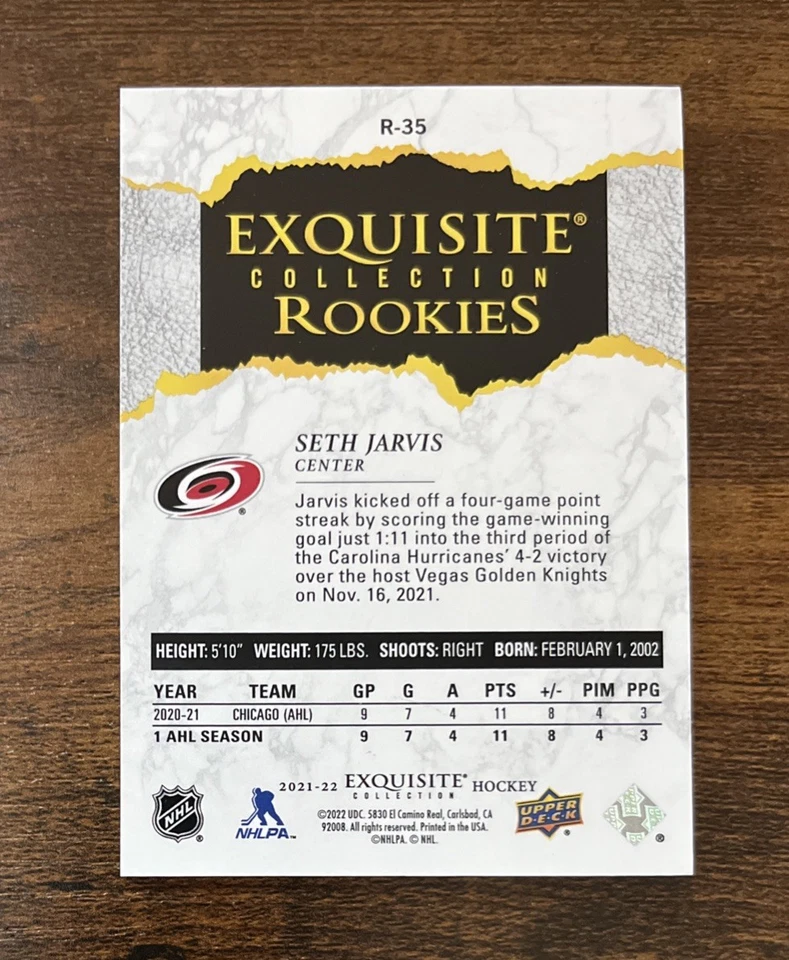 R-35
EXQUISITE®
COLLECTION
ROOKIES
SETH JARVIS
CENTER
Jarvis kicked off a four-game point
streak by scoring the game-winning
goal just 1:11 into the third period of
the Carolina Hurricanes' 4-2 victory
over the host Vegas Golden Knights
on Nov. 16, 2021.
®
HEIGHT: 5'10" WEIGHT: 175 LBS. SHOOTS: RIGHT BORN: FEBRUARY 1, 2002
YEAR TEAM GP G A PTS +/- PIM PPG
2020-21 CHICAGO (AHL) 9 7 4 11 8 4 3
1 AHL SEASON 9 7 4 11 8 4 3
2021-22 EXQUISITE® HOCKEY
COLLECTION
©2022 UDC. 5830 El Camino Real, Carlsbad, CA
92008. All rights reserved. Printed in the USA.
©NHLPA. © NHL.
NHL ®
NHLPA™
UPPER
D·E·C·K ®
®